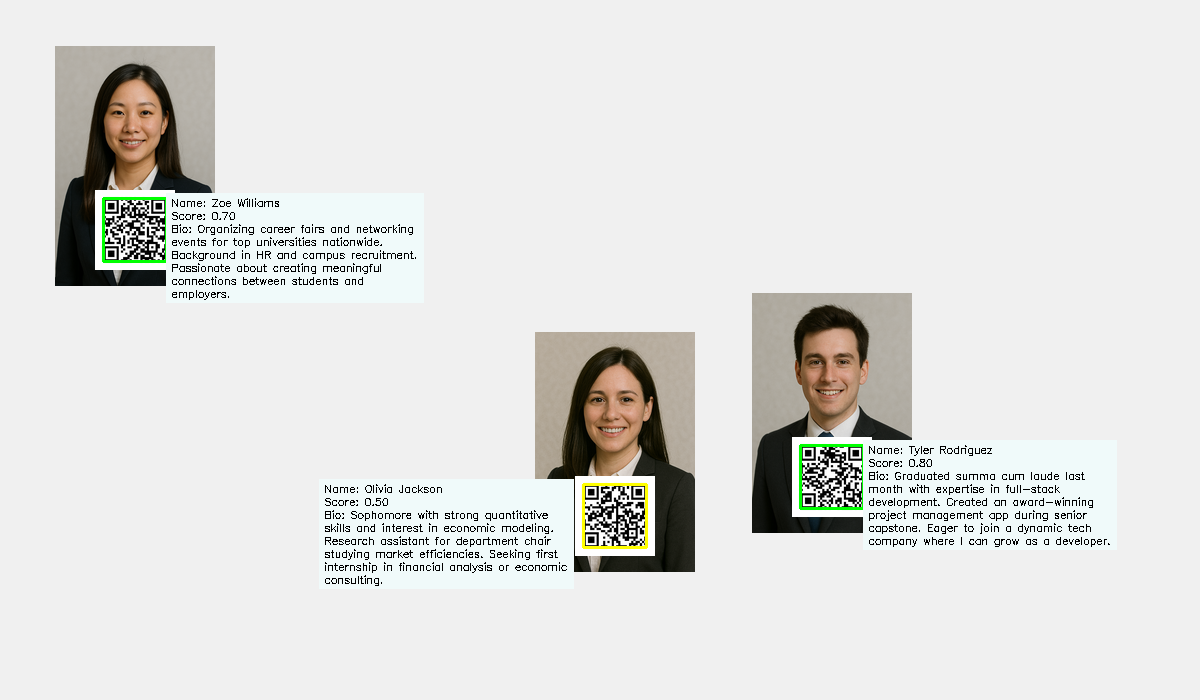 Name: Zoe Williams
Score: 0.70
Bio: Organizing career fairs and networking
events for top universities nationwide.
Background in HR and campus recruitment.
Passionate about creating meaningful
connections between students and
employers.
Name: Olivia Jackson
Score: 0.50
Bio: Sophomore with strong quantitative
skills and interest in economic modeling.
Research assistant for department chair
studying market efficiencies. Seeking first
internship in financial analysis or economic
consulting.
Name: Tyler Rodriguez
Score: 0.80
Bio: Graduated summa cum laude last
month with expertise in full-stack
development. Created an award-winning
project management app during senior
capstone. Eager to join a dynamic tech
company where I can grow as a developer.